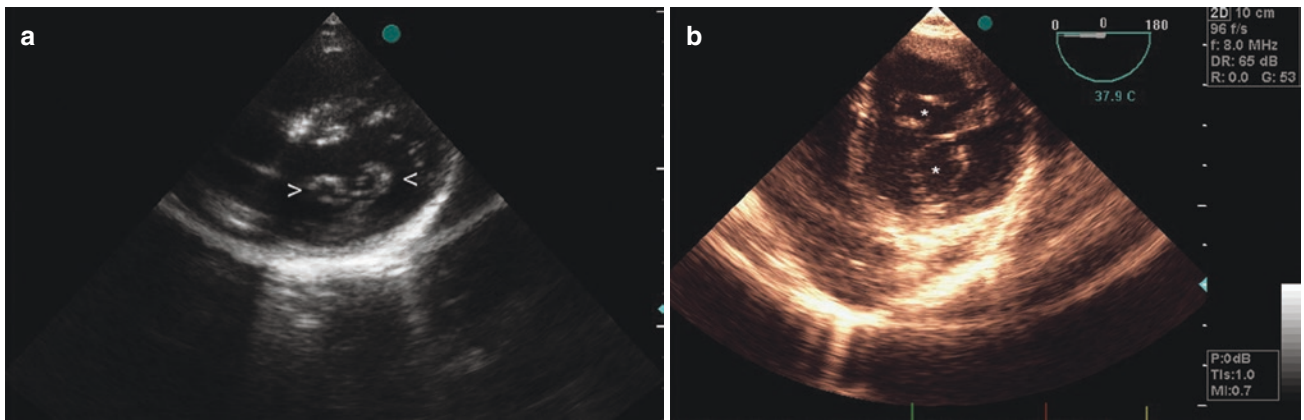 a
> <
b
* 
*
0 0 180
37.9 C
2D 10 cm
96 f/s
f: 8.0 MHz
DR: 65 dB
R: 0.0 G: 53
P:0dB
TIs:1.0
MI:0.7